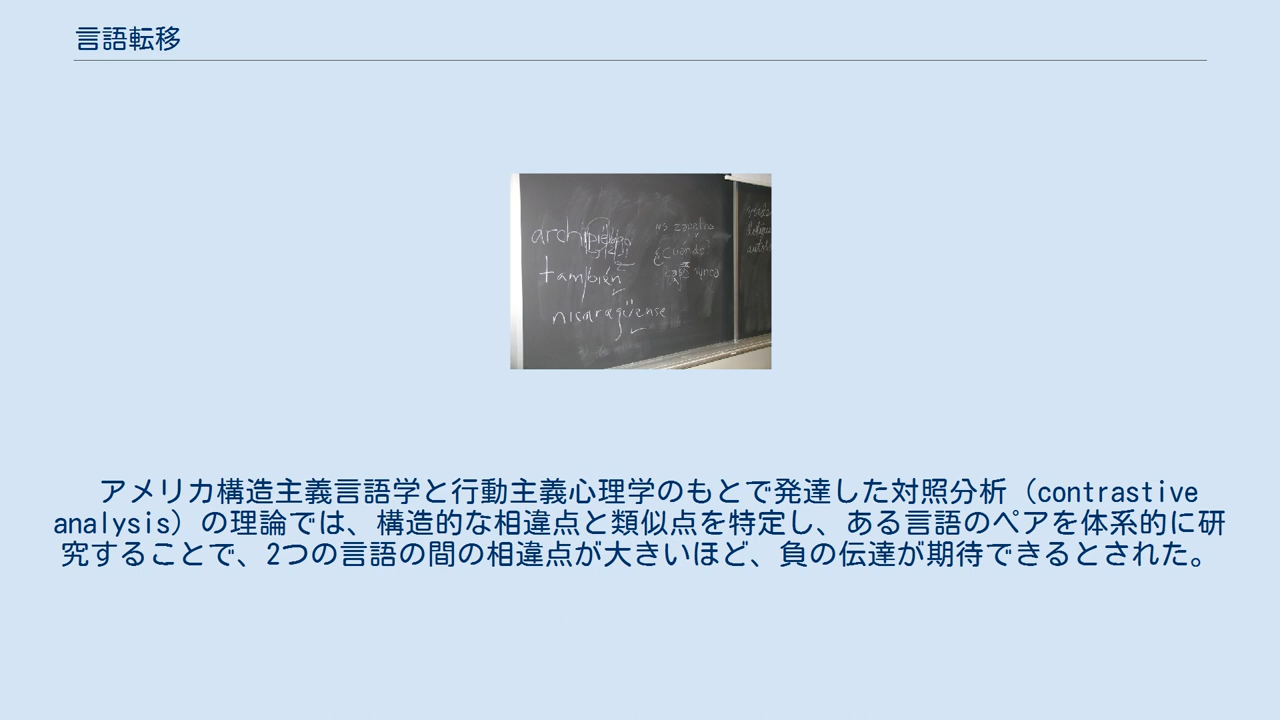 言語転移
también
nicaragüense
¿Cuándo?
アメリカ構造主義言語学と行動主義心理学のもとで発達した対照分析（contrastive
analysis）の理論では、構造的な相違点と類似点を特定し、ある言語のペアを体系的に研
究することで、2つの言語の間の相違点が大きいほど、負の伝達が期待できるとされた。